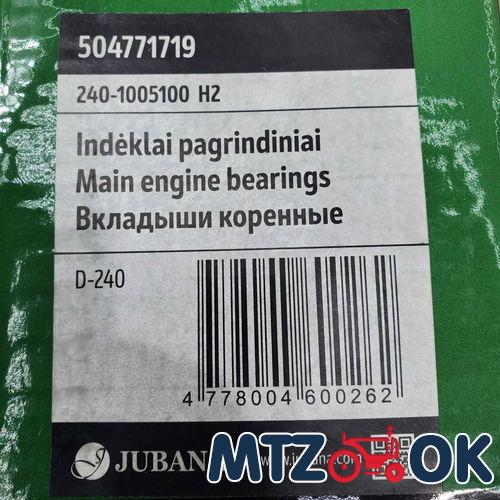 504771719
240-1005100 H2
Indėklai pagrindiniai
Main engine bearings
Вкладыши коренные
D-240
4 778004 600262
JUBANA
MTZ OK